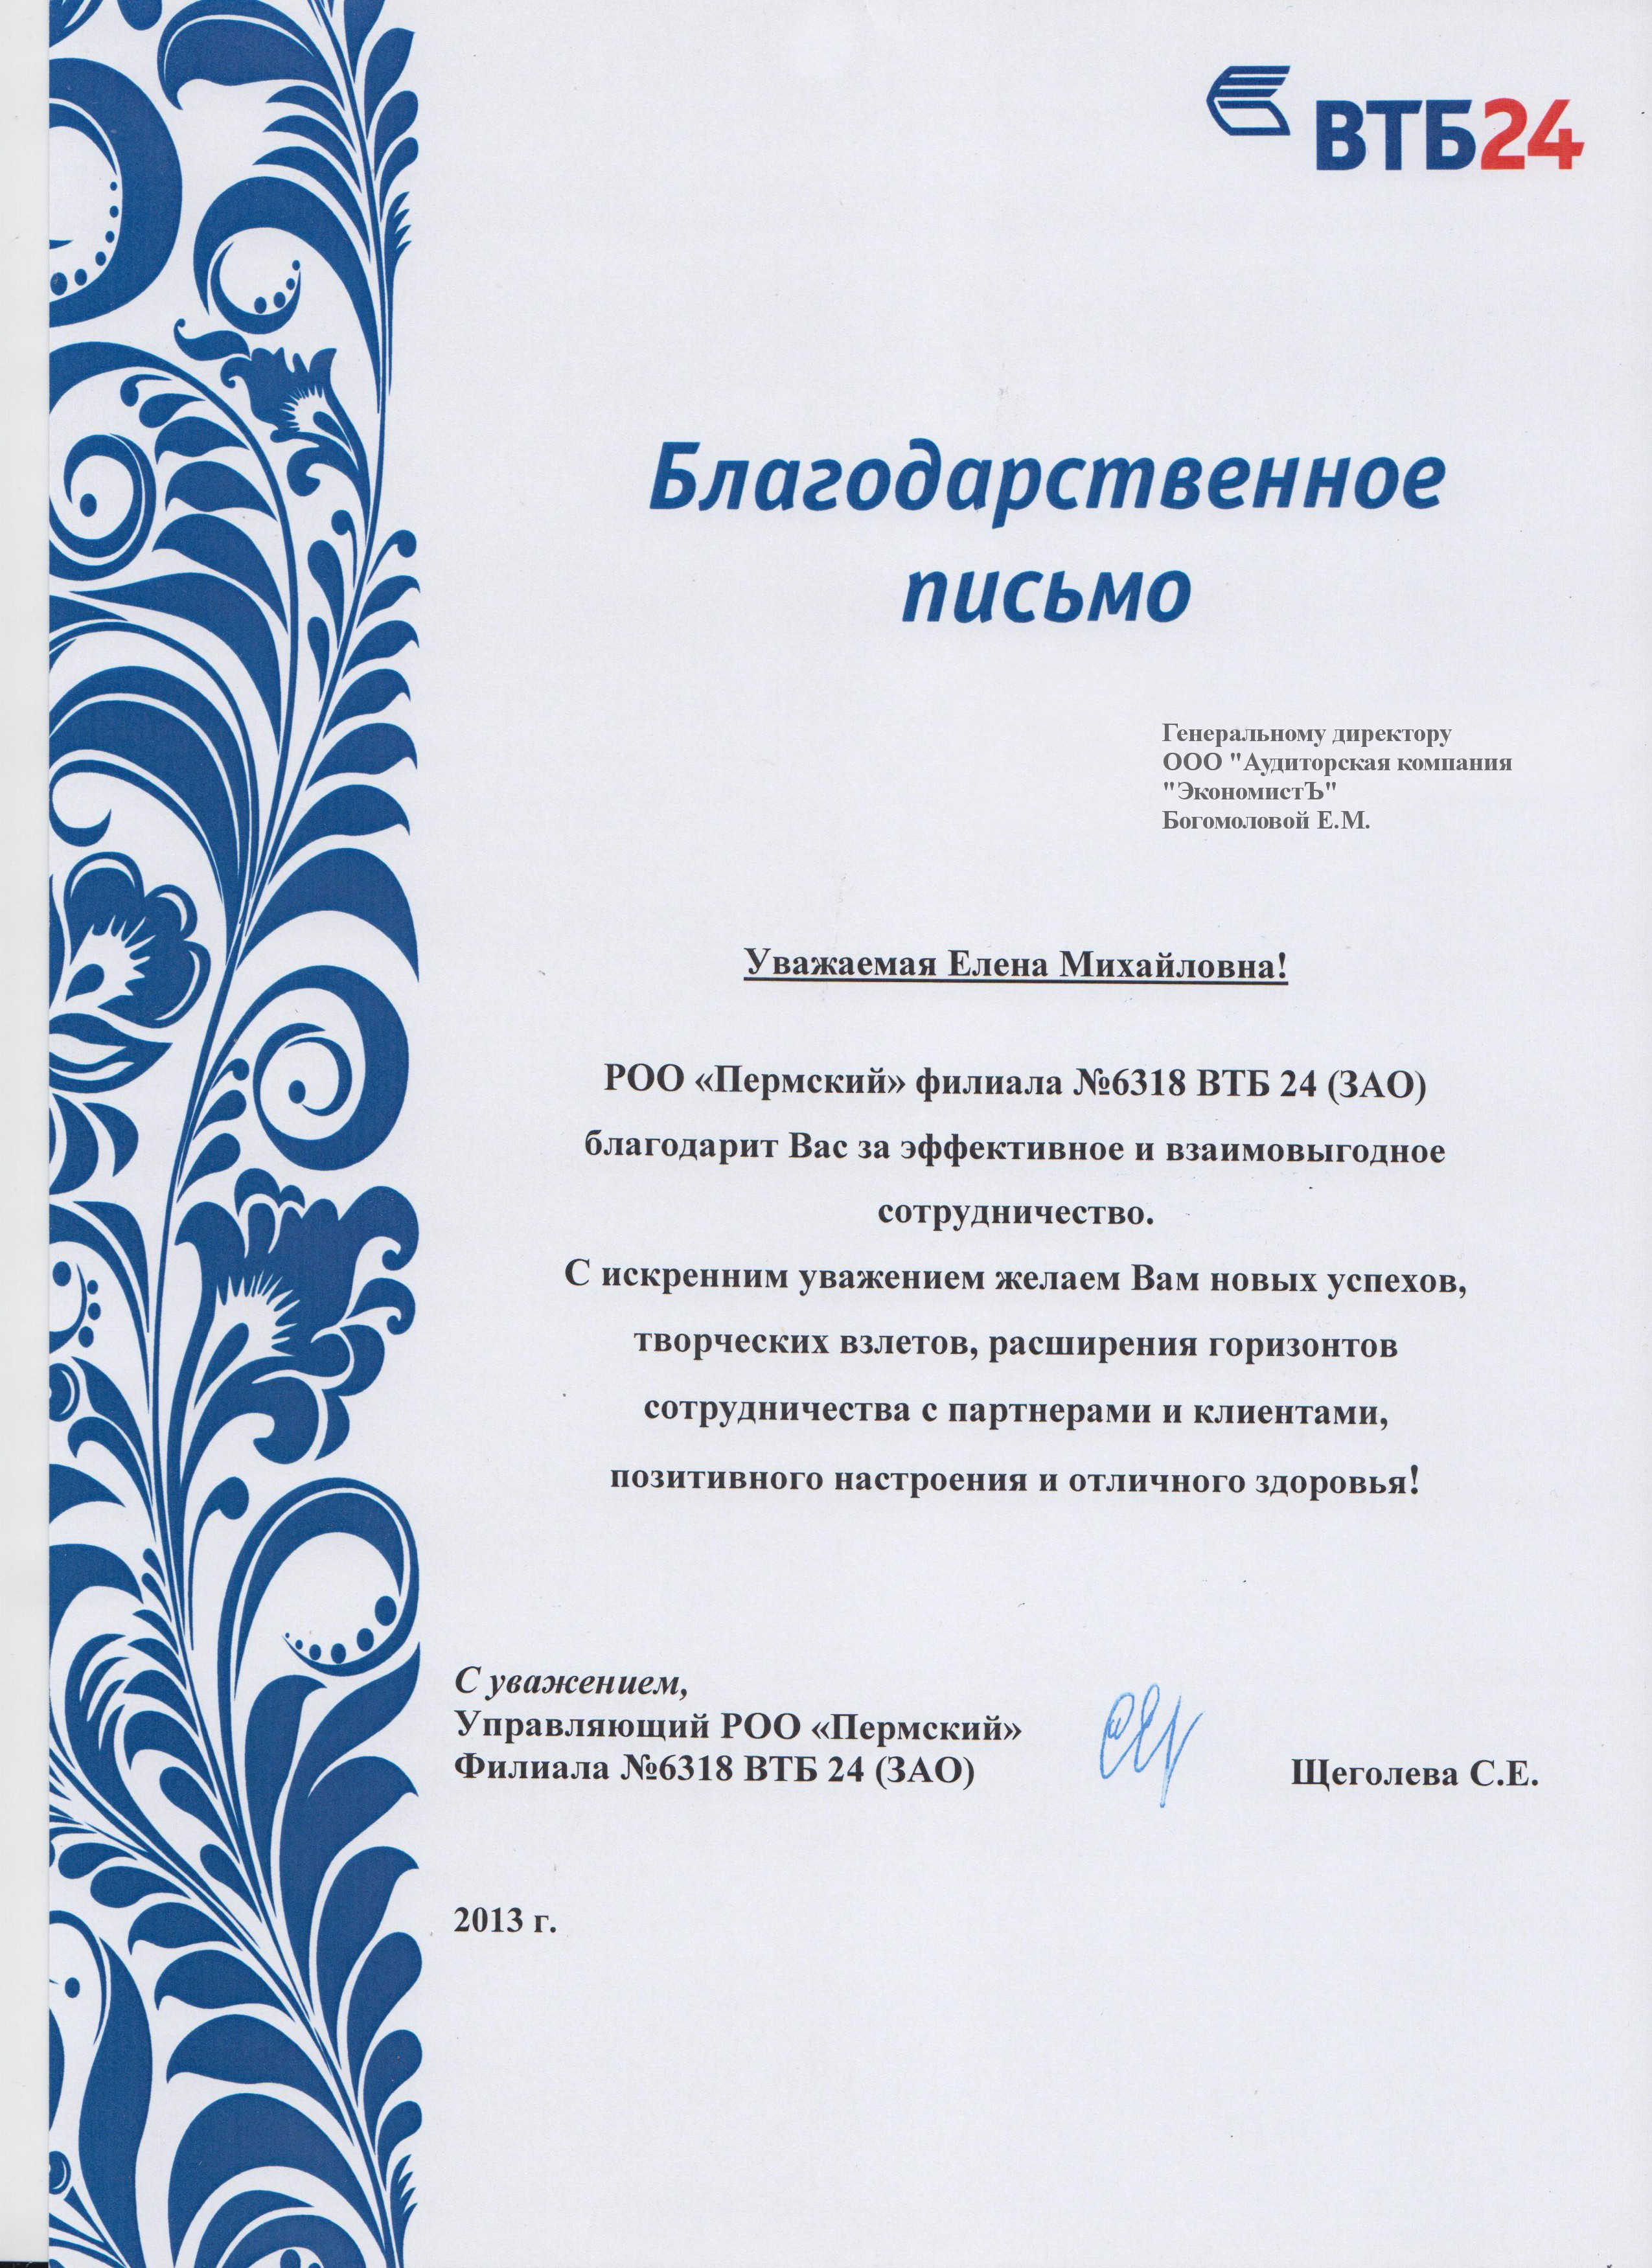 ВТБ24
Благодарственное
письмо
Генеральному директору
ООО "Аудиторская компания
"ЭкономистЪ"
Богомоловой Е.М.
Уважаемая Елена Михайловна!
РОО «Пермский» филиала №6318 ВТБ 24 (ЗАО)
благодарит Вас за эффективное и взаимовыгодное
сотрудничество.
С искренним уважением желаем Вам новых успехов,
творческих взлетов, расширения горизонтов
сотрудничества с партнерами и клиентами,
позитивного настроения и отличного здоровья!
С уважением,
Управляющий РОО «Пермский»
Филиала №6318 ВТБ 24 (ЗАО)
Щеголева С.Е.
2013 г.